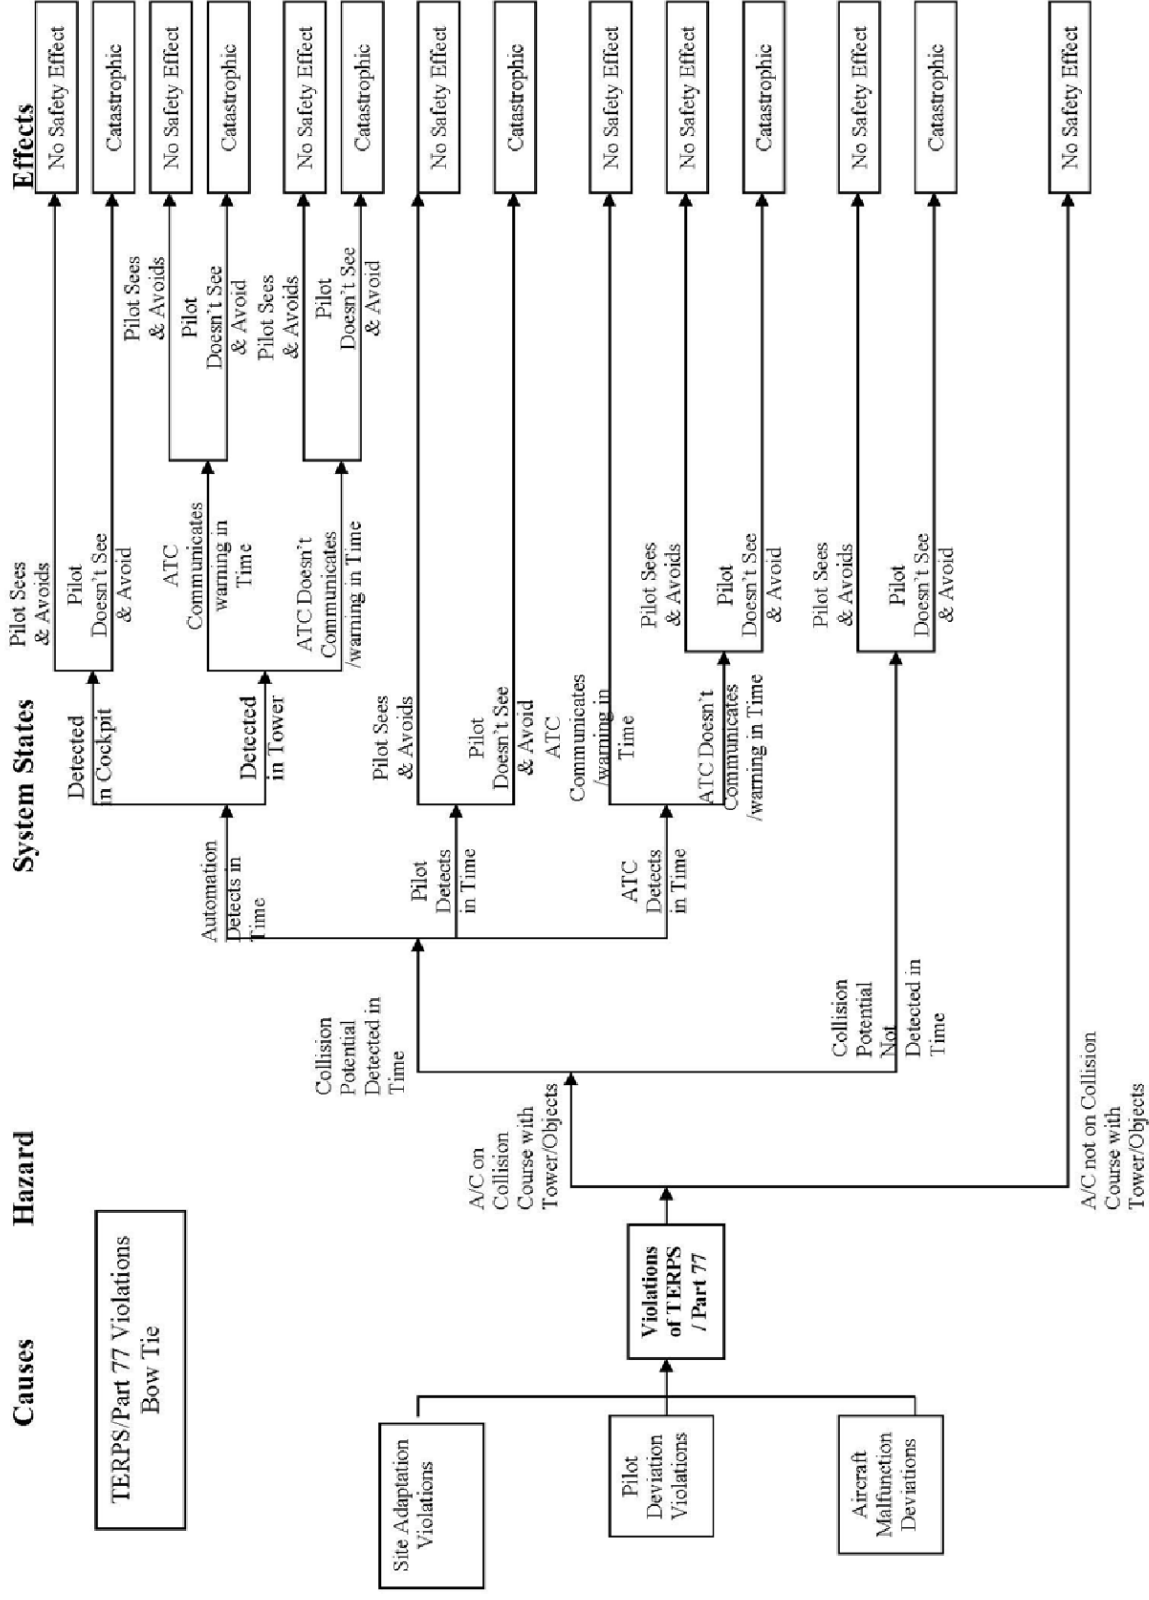 Causes
Hazard
System States
Effects
TERPS/Part 77 Violations
Bow Tie
Site Adaptation
Violations
Pilot
Deviation
Violations
Aircraft
Malfunction
Deviations
Violations
of TERPS
/ Part 77
A/C on
Collision
Course with
Tower/Objects
A/C not on Collision
Course with
Tower/Objects
Collision
Potential
Detected in
Time
Collision
Potential
Not
Detected in
Time
Automation
Detects in
Time
Pilot
Detects
in Time
ATC
Detects
in Time
Detected
in Cockpit
Detected
in Tower
Pilot Sees
& Avoids
Pilot
Doesn't See
& Avoid
ATC
Communicates
warning in
Time
ATC Doesn't
Communicates
/warning in Time
Pilot Sees
& Avoids
Pilot
Doesn't See
& Avoid
Pilot Sees
& Avoids
Pilot
Doesn't See
& Avoid
Pilot Sees
& Avoids
Pilot
Doesn't See
& Avoid
ATC
Communicates
/warning in
Time
ATC Doesn't
Communicates
/warning in Time
Pilot Sees
& Avoids
Pilot
Doesn't See
& Avoid
Pilot Sees
& Avoids
Pilot
Doesn't See
& Avoid
No Safety Effect
Catastrophic
No Safety Effect
Catastrophic
No Safety Effect
Catastrophic
No Safety Effect
Catastrophic
No Safety Effect
No Safety Effect
Catastrophic
No Safety Effect
Catastrophic
No Safety Effect